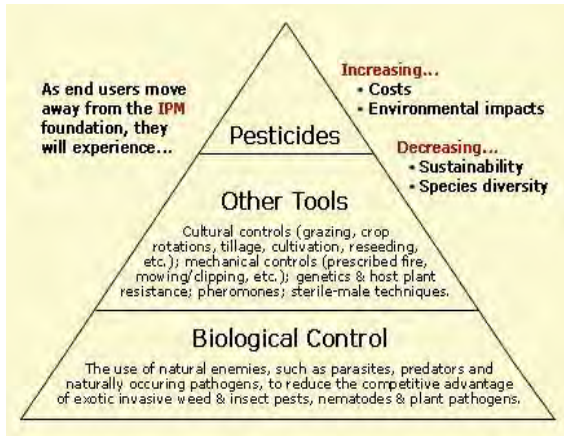 As end users move
away from the IPM
foundation, they
will experience...
Increasing...
• Costs
• Environmental impacts
Decreasing...
• Sustainability
• Species diversity
Pesticides
Other Tools
Cultural controls (grazing, crop
rotations, tillage, cultivation, reseeding,
etc.); mechanical controls (prescribed fire,
mowing/clipping, etc.); genetics & host plant
resistance; pheromones; sterile-male techniques.
Biological Control
The use of natural enemies, such as parasites, predators and
naturally occuring pathogens, to reduce the competitive advantage
of exotic invasive weed & insect pests, nematodes & plant pathogens.